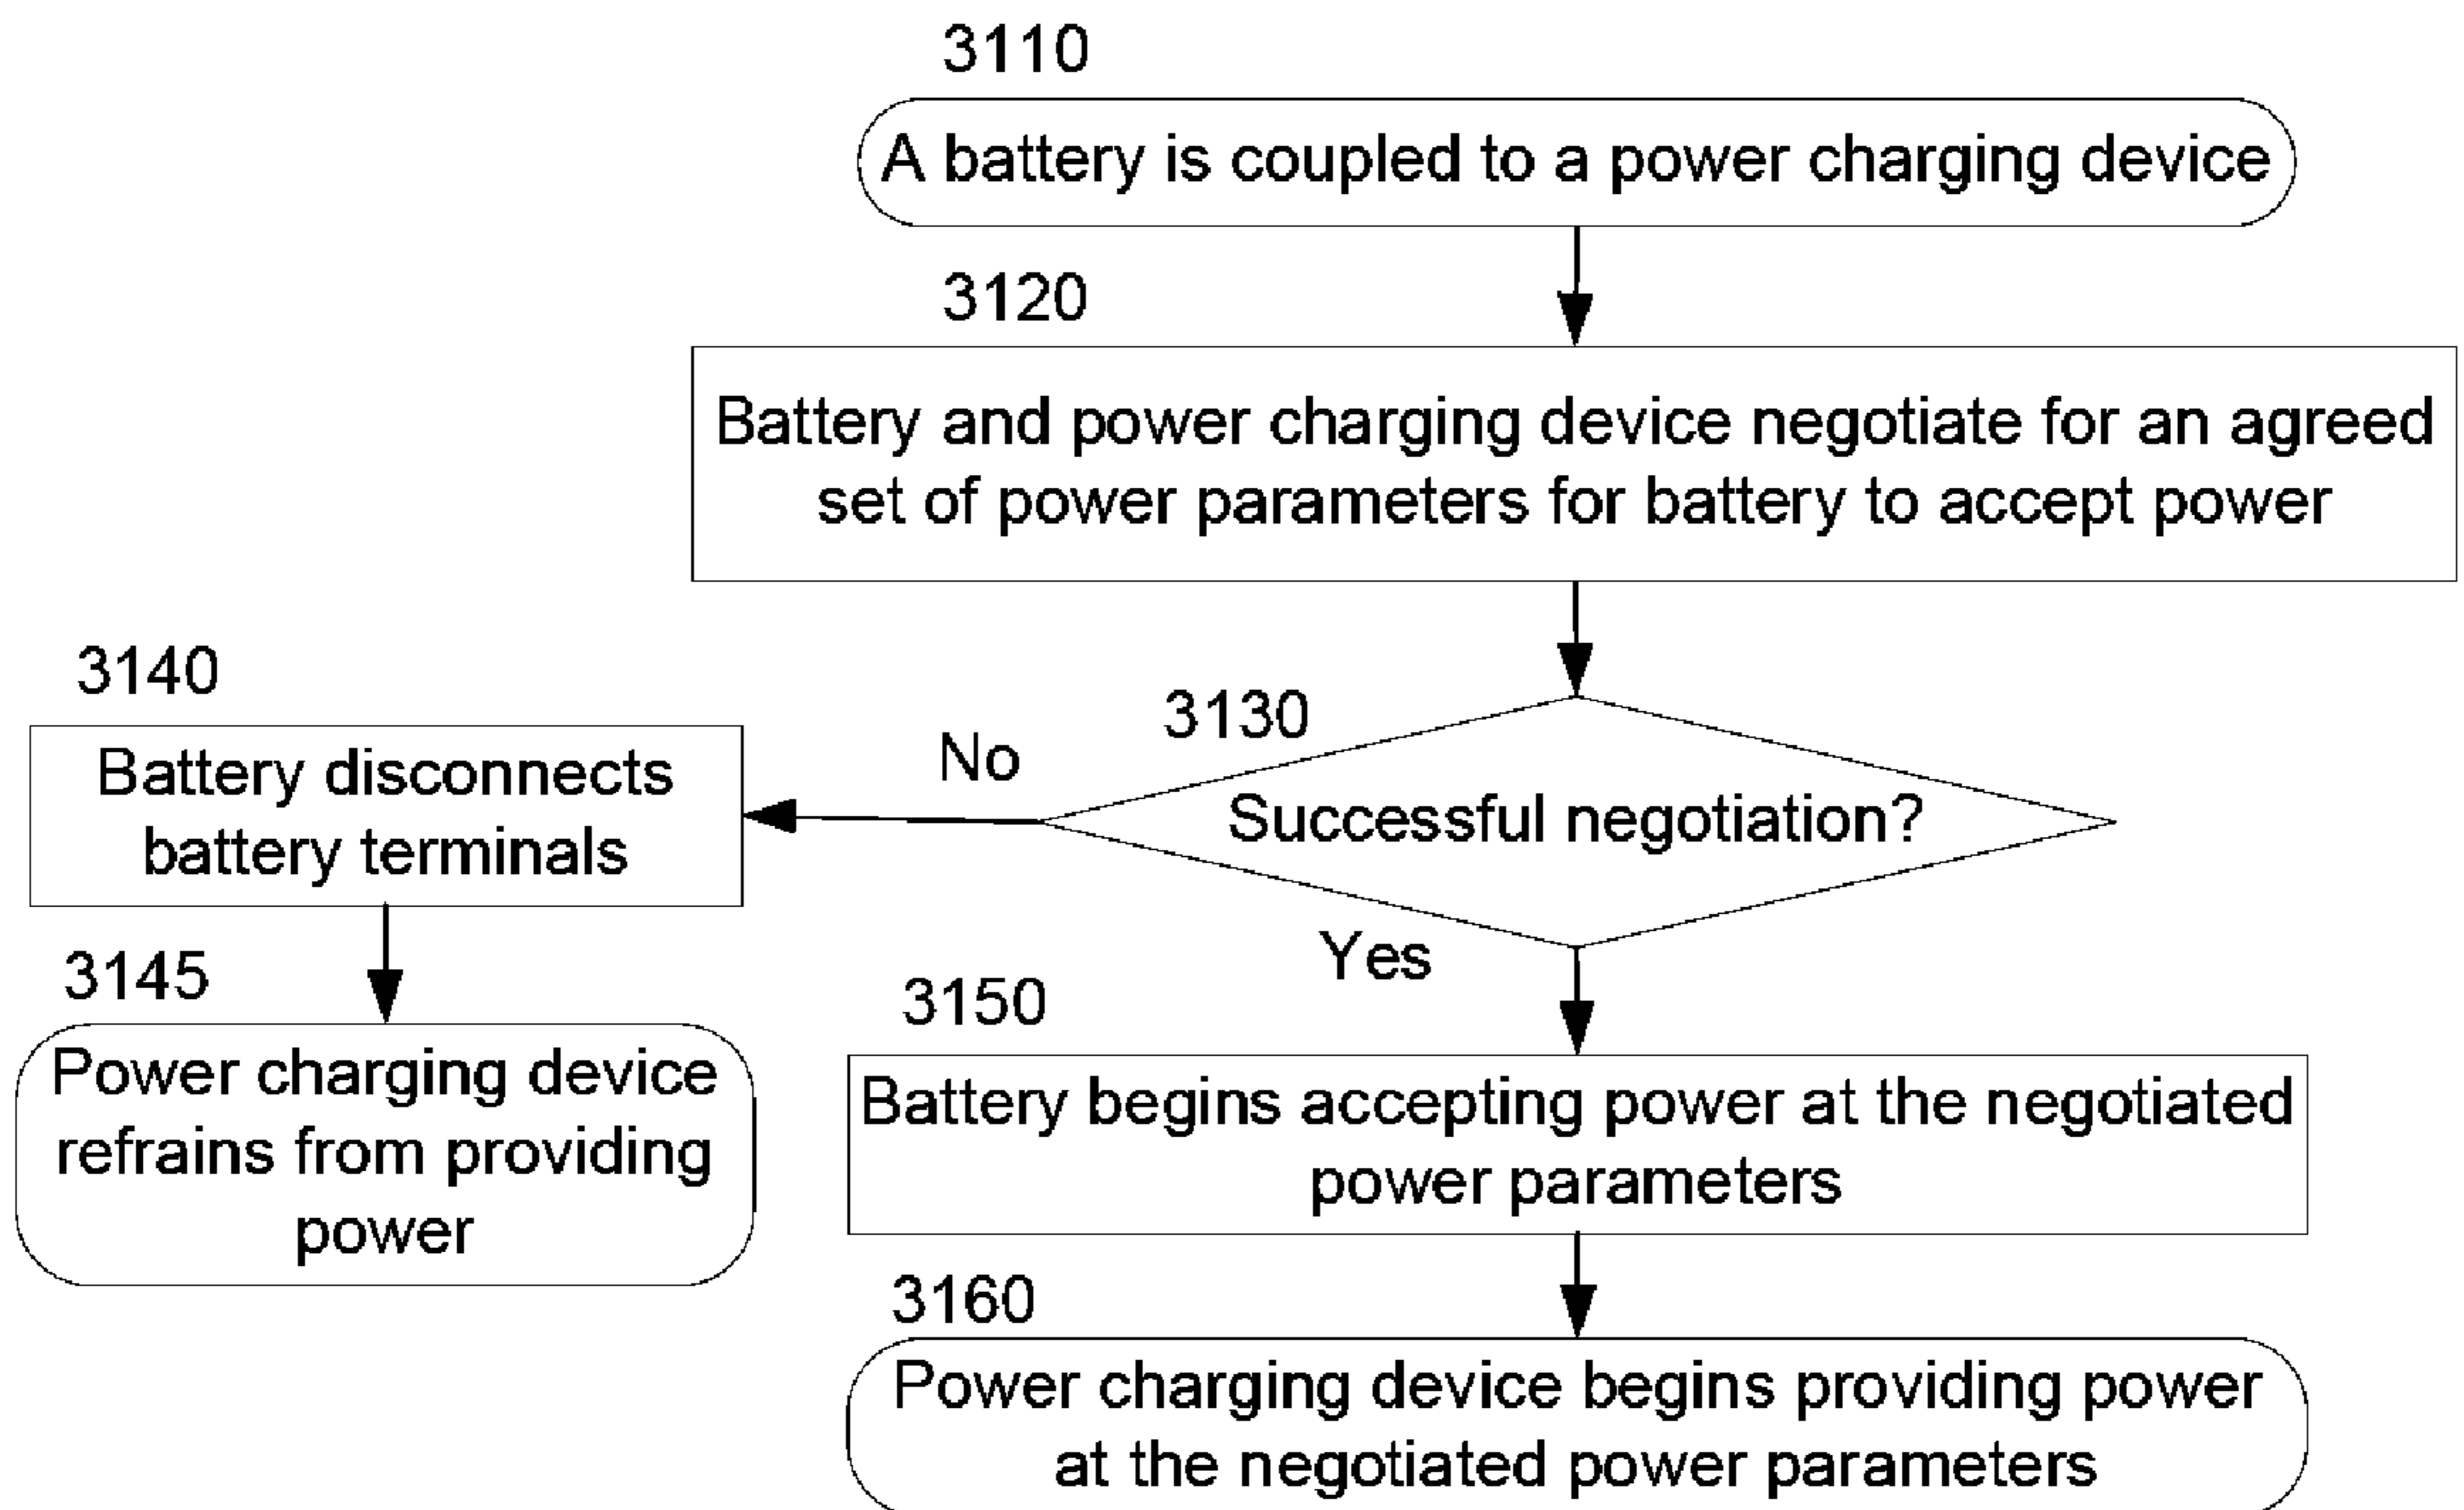 3110
A battery is coupled to a power charging device
3120
Battery and power charging device negotiate for an agreed
set of power parameters for battery to accept power
3130
Successful negotiation?
No
3140
Battery disconnects
battery terminals
3145
Power charging device
refrains from providing
power
Yes
3150
Battery begins accepting power at the negotiated
power parameters
3160
Power charging device begins providing power
at the negotiated power parameters